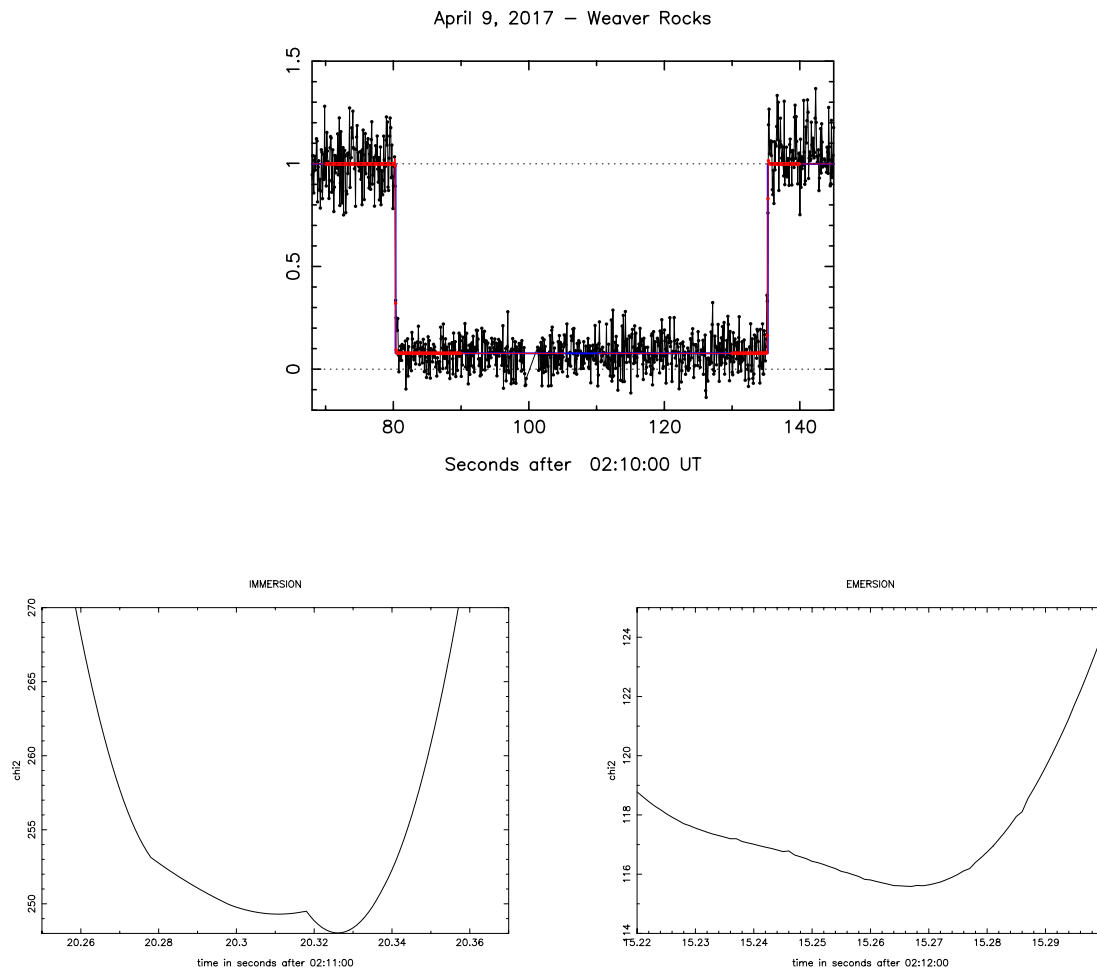 April 9, 2017 – Weaver Rocks
1.5
1
0.5
0
80 100 120 140
Seconds after 02:10:00 UT
IMMERSION
270
265
260
255
250
chi2
20.26 20.28 20.3 20.32 20.34 20.36
time in seconds after 02:11:00
EMERSION
124
122
120
118
116
114
chi2
15.22 15.23 15.24 15.25 15.26 15.27 15.28 15.29
time in seconds after 02:12:00